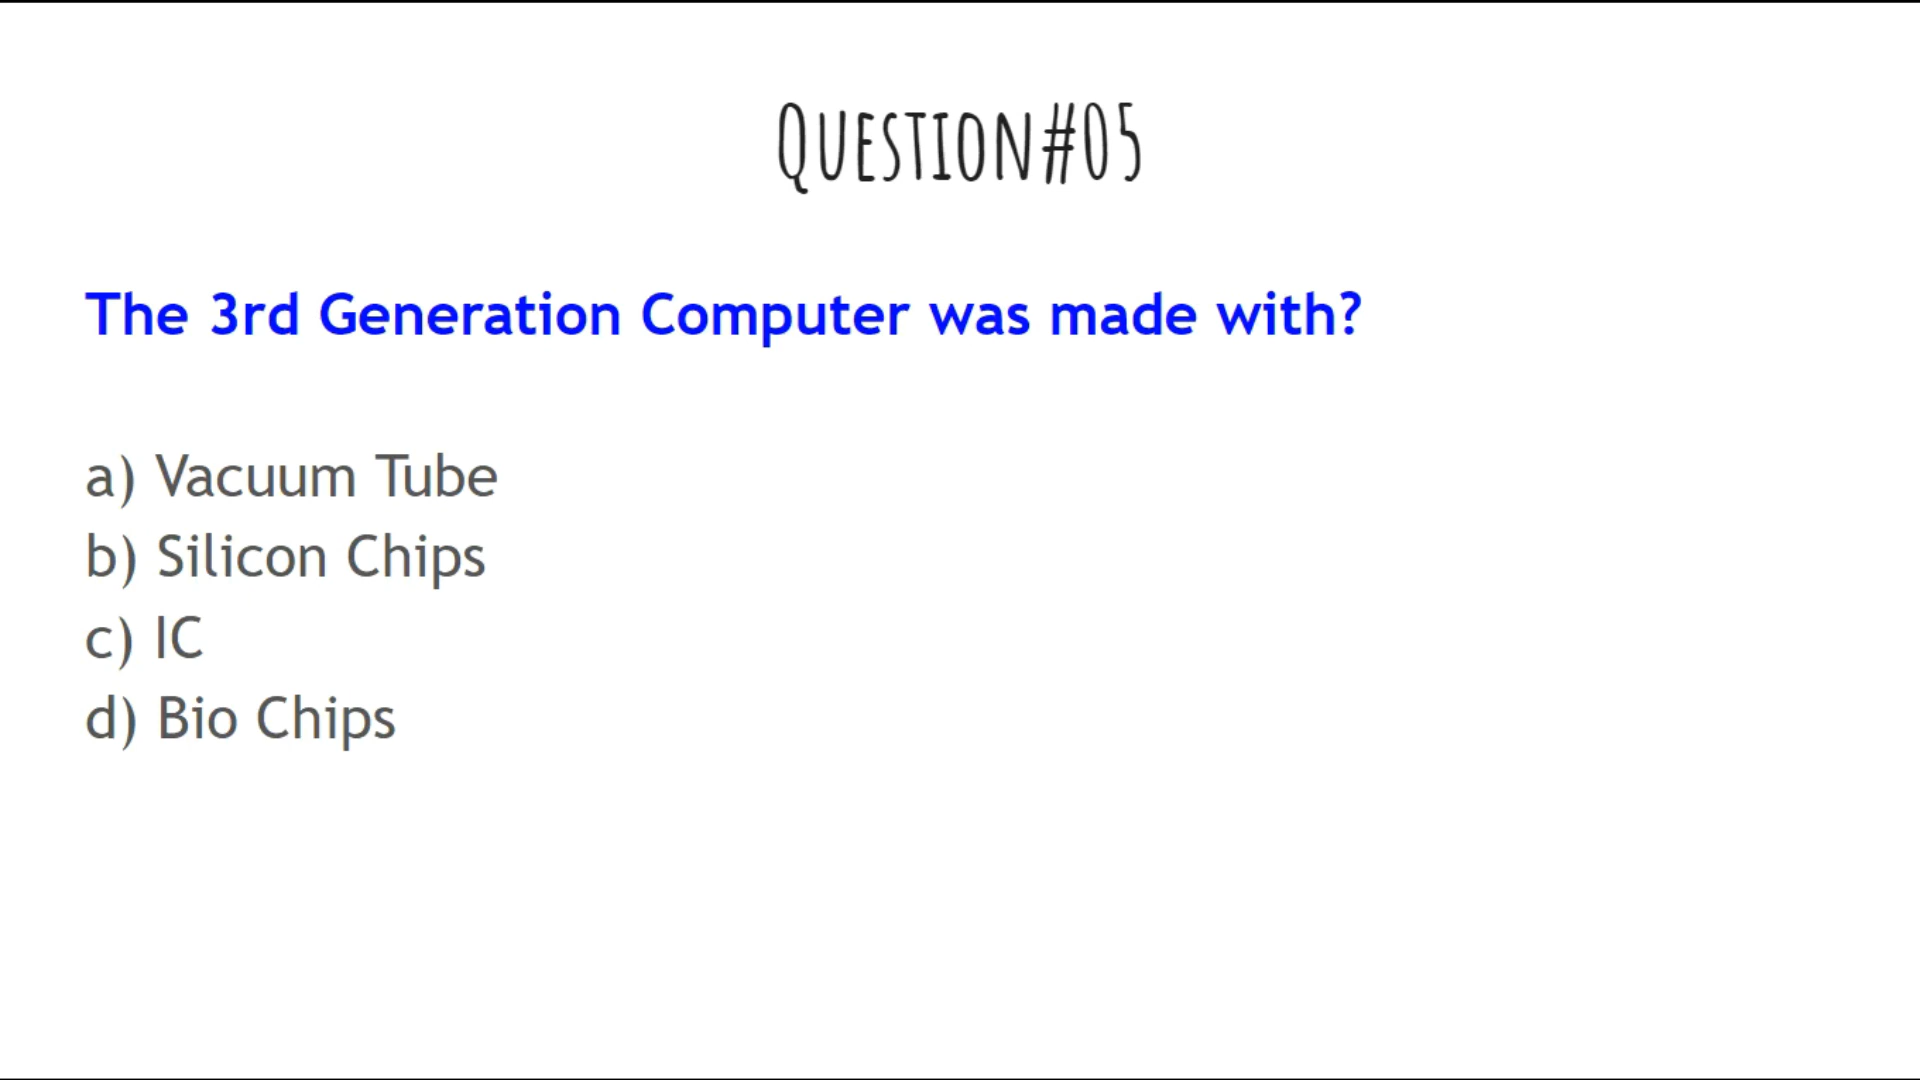 Question#05
The 3rd Generation Computer was made with?
a) Vacuum Tube
b) Silicon Chips
c) IC
d) Bio Chips